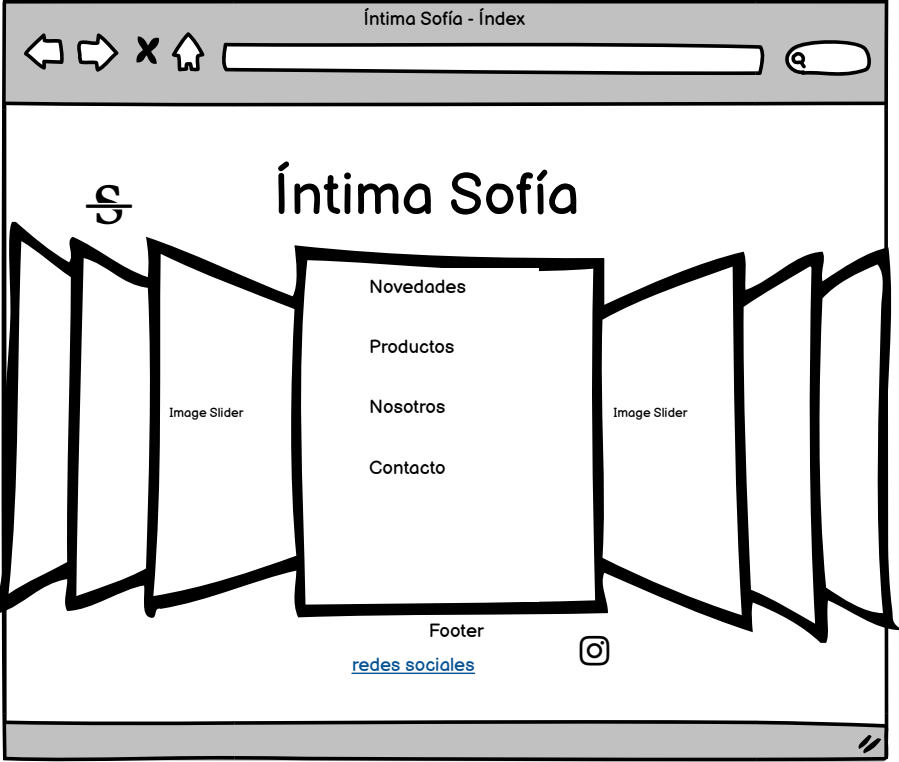 Íntima Sofía - Índex
Íntima Sofía
S
Novedades
Productos
Nosotros
Contacto
Image Slider
Image Slider
Footer
redes sociales